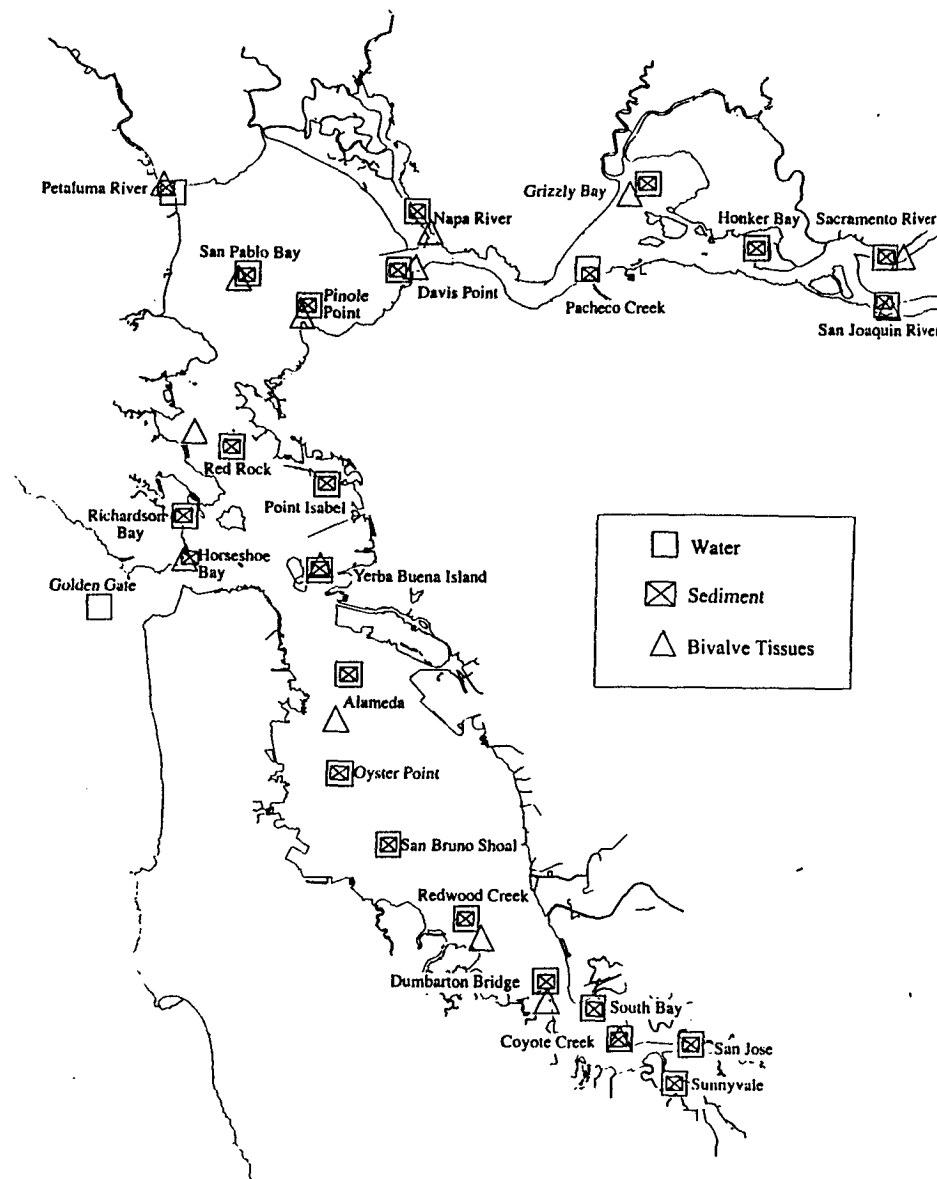 Petaluma River
Grizzly Bay
Napa River
Honker Bay
Sacramento River
San Pablo Bay
Pinole
Point
Davis Point
Pacheco Creek
San Joaquin River
Red Rock
Point Isabel
Richardson
Bay
Horseshoe
Bay
Golden Gate
Yerba Buena Island
Water
Sediment
Bivalve Tissues
Alameda
Oyster Point
San Bruno Shoal
Redwood Creek
Dumbarton Bridge
South Bay
Coyote Creek
San Jose
Sunnyvale